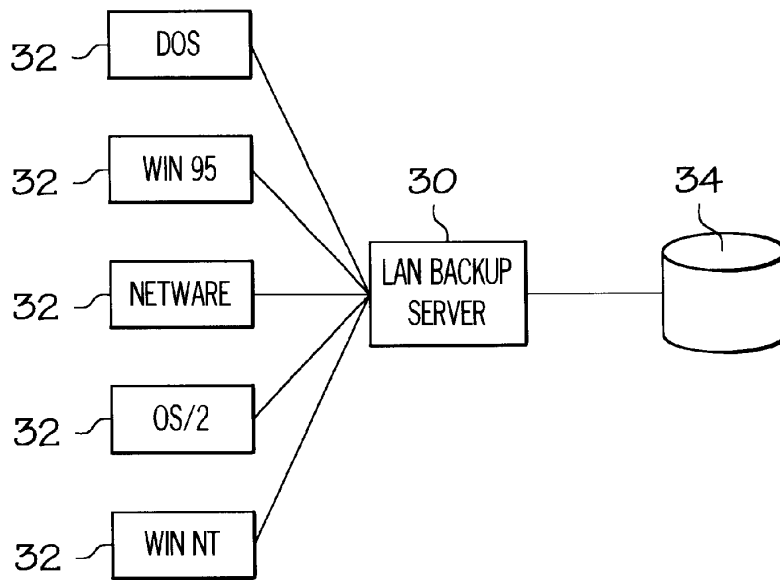 32 DOS
32 WIN 95
30
34
32 NETWARE
LAN BACKUP
SERVER
32 OS/2
32 WIN NT